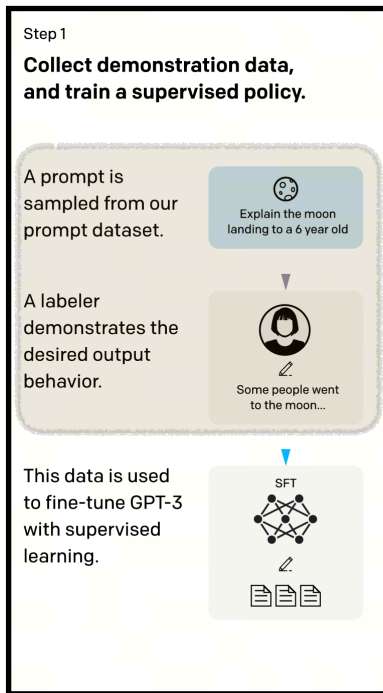 Step 1
Collect demonstration data,
and train a supervised policy.
A prompt is
sampled from our
prompt dataset.
Explain the moon
landing to a 6 year old
A labeler
demonstrates the
desired output
behavior.
Some people went
to the moon...
This data is used
to fine-tune GPT-3
with supervised
learning.
SFT